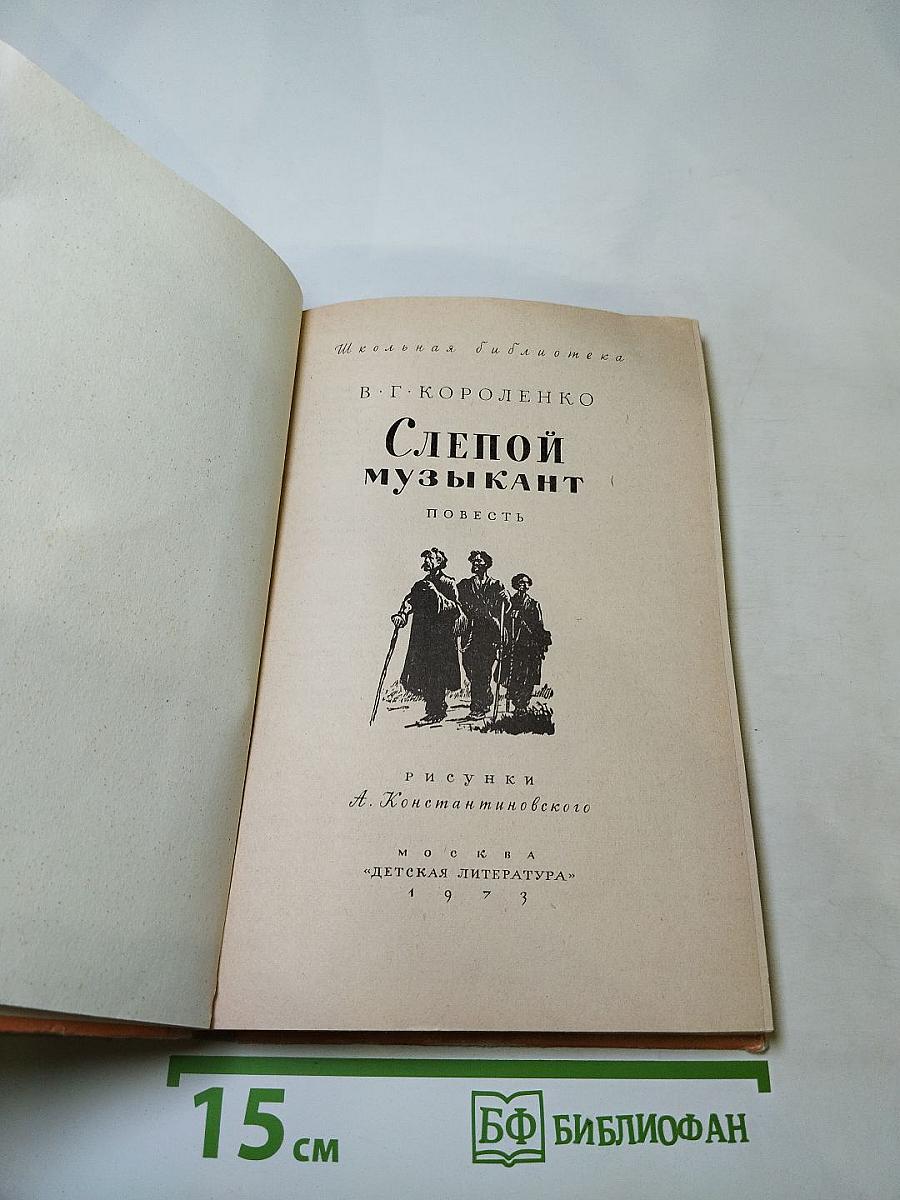 Школьная библиотека
В·Г·КОРОЛЕНКО
СЛЕПОЙ
МУЗЫКАНТ
ПОВЕСТЬ
РИСУНКИ
А. Константиновского
МОСКВА
«ДЕТСКАЯ ЛИТЕРАТУРА»
1973
15 см
БФ БИБЛИОФАН